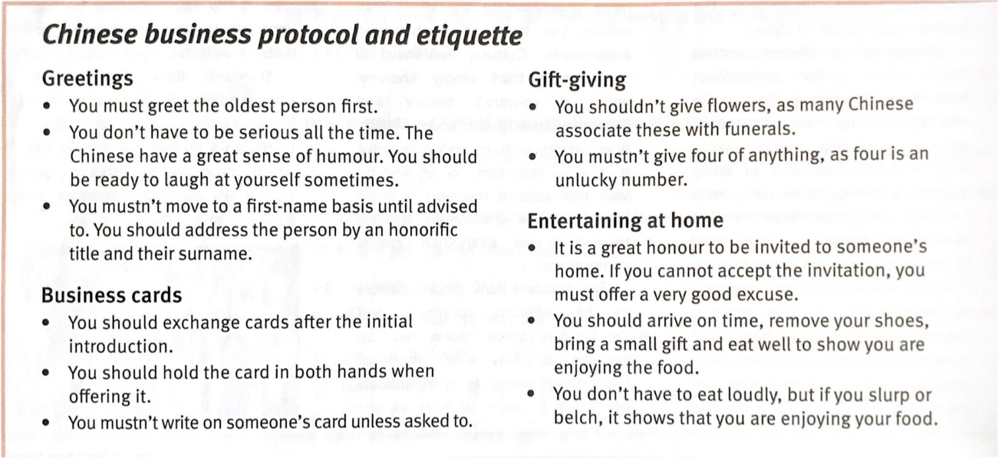 Chinese business protocol and etiquette
Greetings
• You must greet the oldest person first.
• You don't have to be serious all the time. The
Chinese have a great sense of humour. You should
be ready to laugh at yourself sometimes.
• You mustn't move to a first-name basis until advised
to. You should address the person by an honorific
title and their surname.
Business cards
• You should exchange cards after the initial
introduction.
• You should hold the card in both hands when
offering it.
• You mustn't write on someone's card unless asked to.
Gift-giving
• You shouldn't give flowers, as many Chinese
associate these with funerals.
• You mustn't give four of anything, as four is an
unlucky number.
Entertaining at home
• It is a great honour to be invited to someone's
home. If you cannot accept the invitation, you
must offer a very good excuse.
• You should arrive on time, remove your shoes,
bring a small gift and eat well to show you are
enjoying the food.
• You don't have to eat loudly, but if you slurp or
belch, it shows that you are enjoying your food.